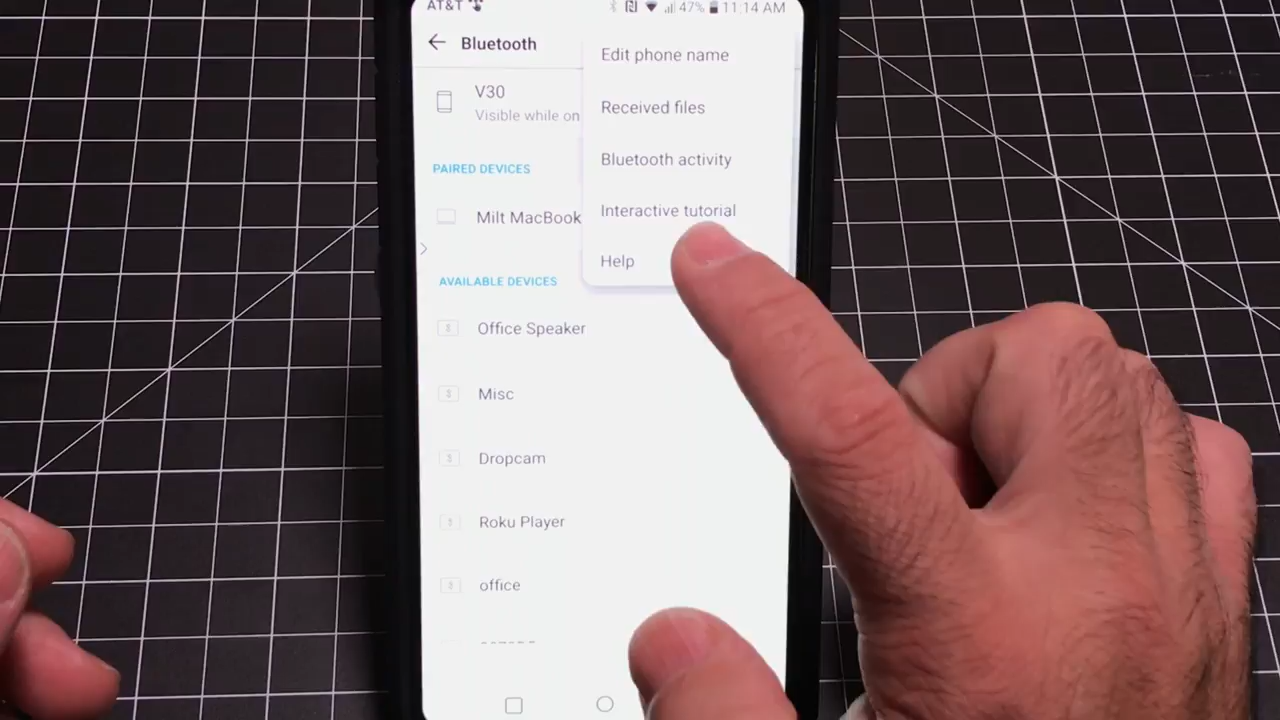 AT&T 47% 11:14 AM
Bluetooth
Edit phone name
V30
Visible while on
Received files
Bluetooth activity
PAIRED DEVICES
Interactive tutorial
Milt MacBook
Help
AVAILABLE DEVICES
Office Speaker
Misc
Dropcam
Roku Player
office